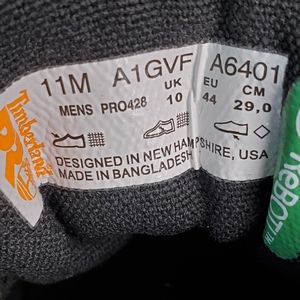 11M A1GVF A6401
MENS PRO428 UK EU CM
10 44 29,0
Timberland
PRO
DESIGNED IN NEW HAMPSHIRE, USA
MADE IN BANGLADESH
ReBOTL